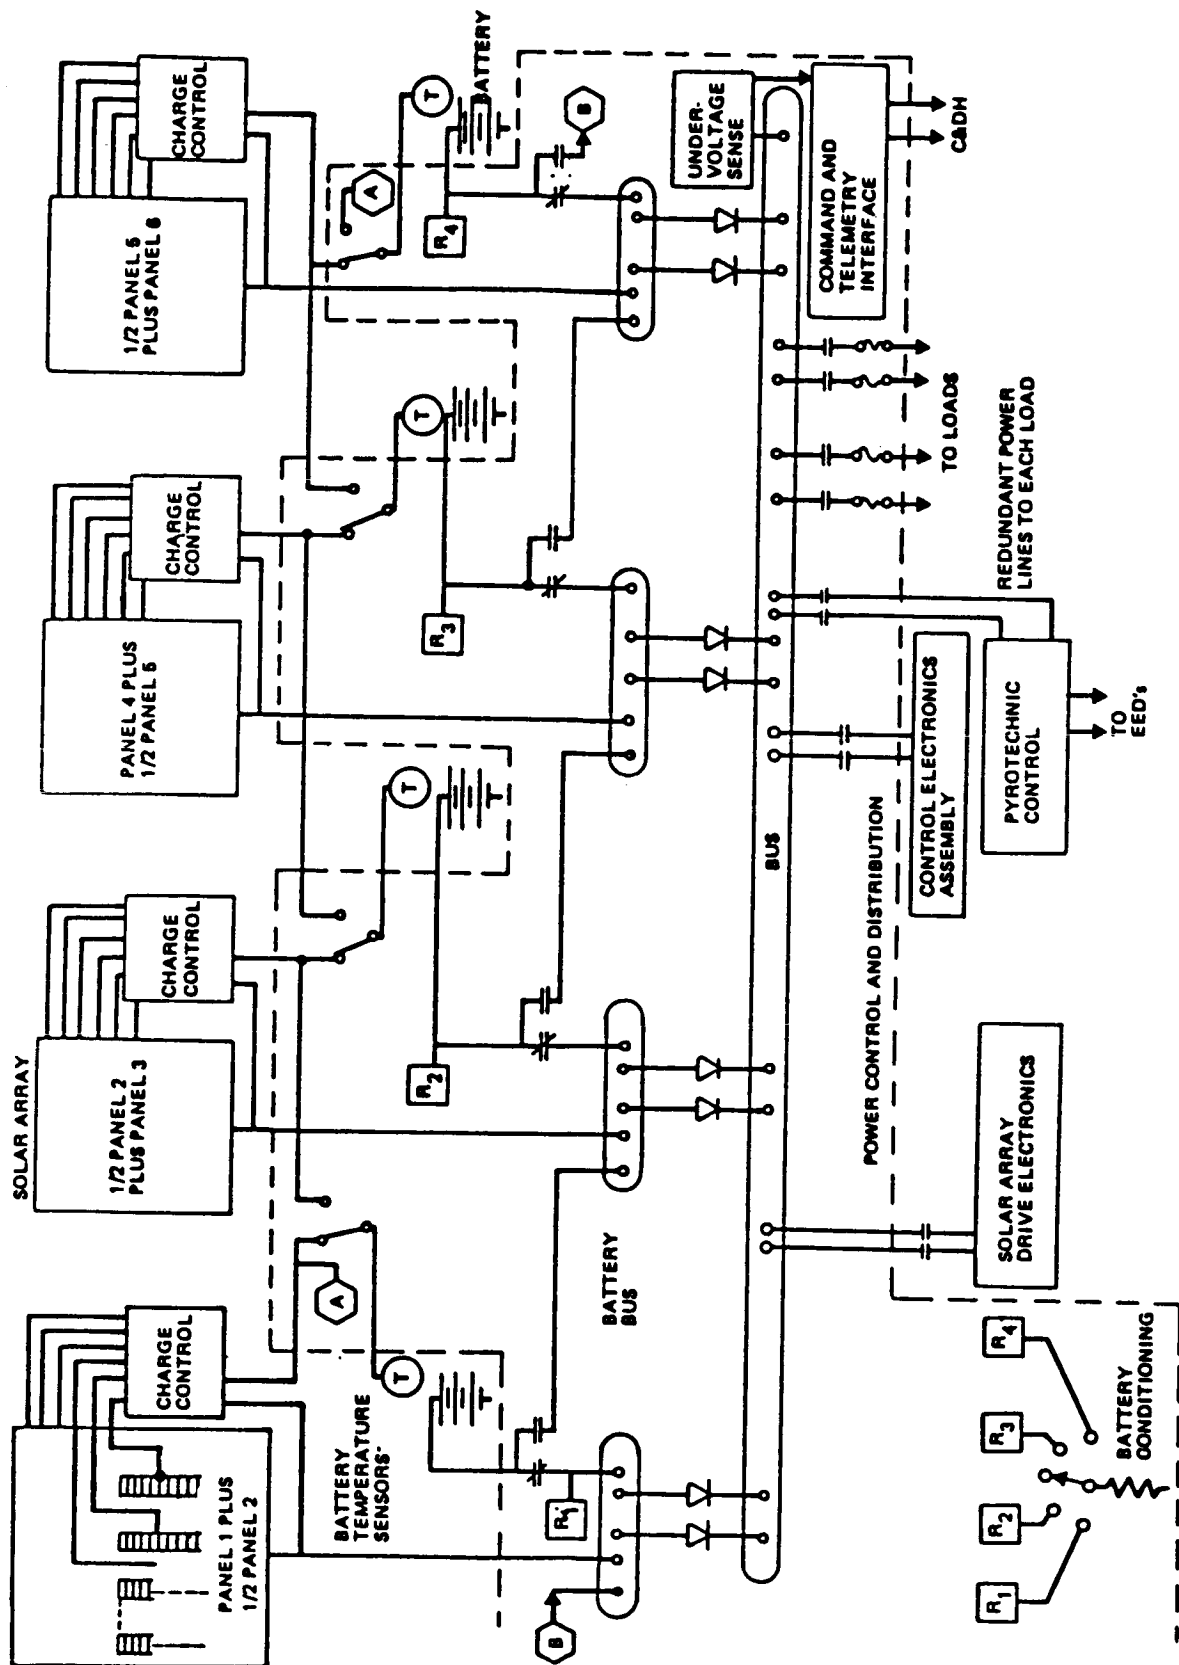 SOLAR ARRAY
PANEL 1 PLUS
1/2 PANEL 2
CHARGE
CONTROL
1/2 PANEL 2
PLUS PANEL 3
CHARGE
CONTROL
PANEL 4 PLUS
1/2 PANEL 5
CHARGE
CONTROL
1/2 PANEL 5
PLUS PANEL 6
CHARGE
CONTROL
A
A
BATTERY
TEMPERATURE
SENSORS
T
T
T
T
BATTERY
R1
R2
R3
R4
B
B
BATTERY
BUS
BUS
UNDER-
VOLTAGE
SENSE
COMMAND AND
TELEMETRY
INTERFACE
C&DH
POWER CONTROL AND DISTRIBUTION
TO LOADS
REDUNDANT POWER
LINES TO EACH LOAD
CONTROL ELECTRONICS
ASSEMBLY
PYROTECHNIC
CONTROL
TO
EED's
SOLAR ARRAY
DRIVE ELECTRONICS
R1
R2
R3
R4
BATTERY
CONDITIONING